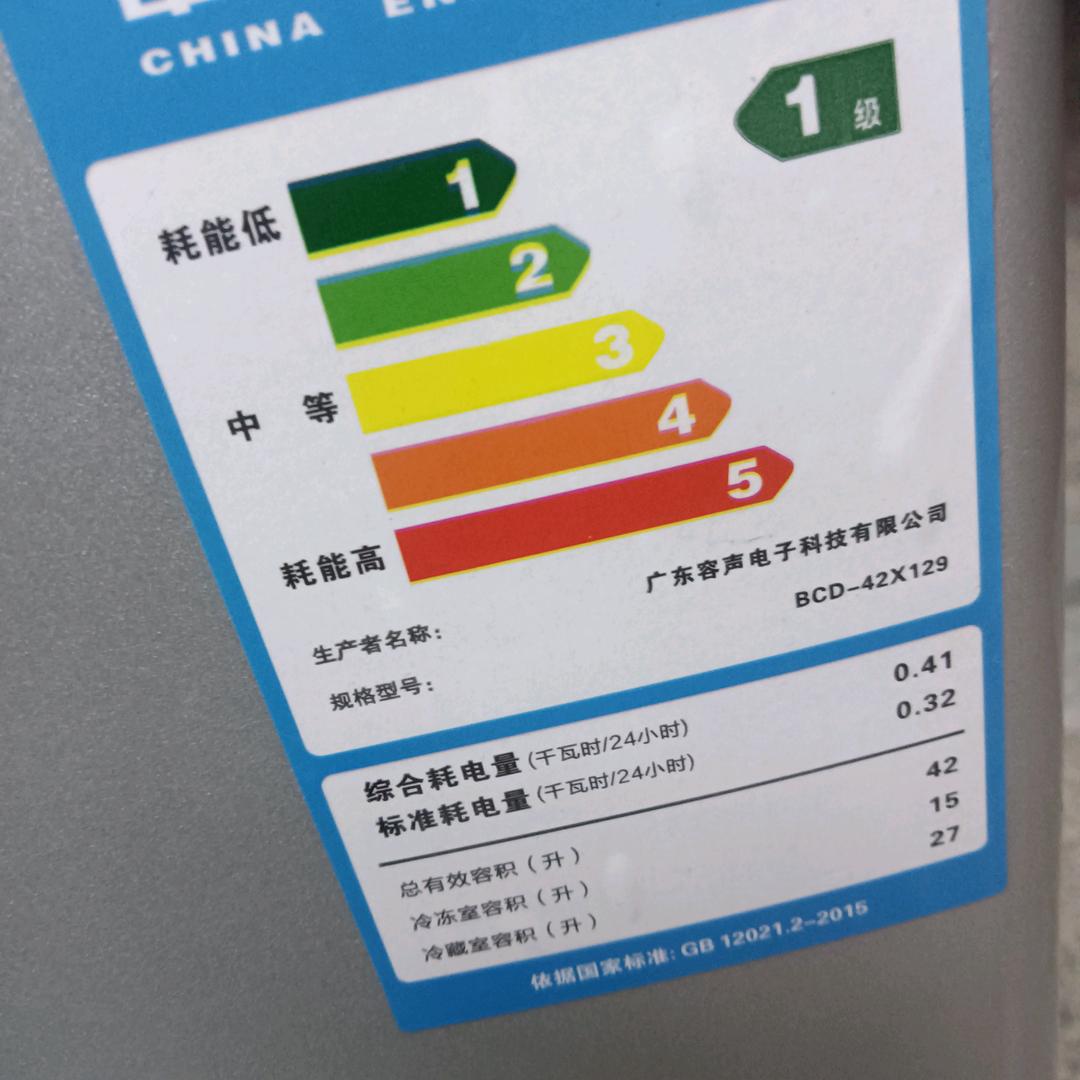 CHINA EN
1级
耗能低
1
2
3
中 等
4
5
耗能高
生产者名称: 广东容声电子科技有限公司
规格型号: BCD-42X129
综合耗电量(千瓦时/24小时) 0.41
标准耗电量(千瓦时/24小时) 0.32
总有效容积(升) 42
冷冻室容积(升) 15
冷藏室容积(升) 27
依据国家标准: GB 12021.2-2015